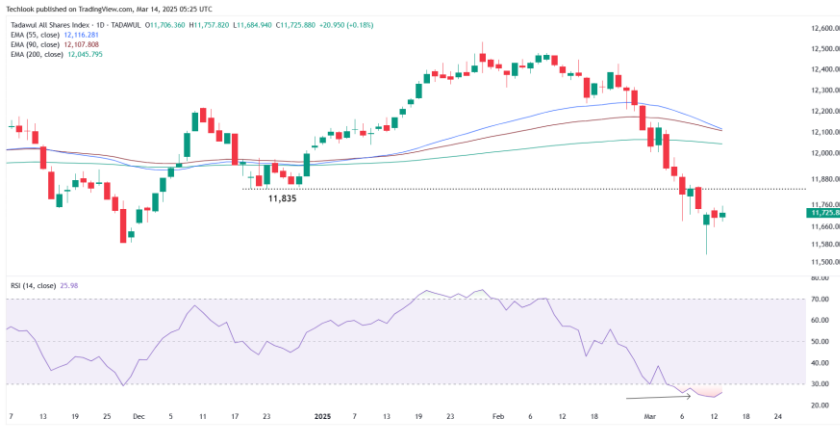 Techlook published on TradingView.com, Mar 14, 2025 05:25 UTC
Tadawul All Shares Index · 1D · TADAWUL O11,706.360 H11,757.820 L11,684.940 C11,725.880 +20.950 (+0.18%)
EMA (55, close) 12,116.281
EMA (90, close) 12,107.808
EMA (200, close) 12,045.795
12,600.00
12,500.00
12,400.00
12,300.00
12,200.00
12,100.00
12,000.00
11,880.00
11,835
11,760.00
11,725.88
11,660.00
11,500.00
80.00
RSI (14, close) 25.98
70.00
60.00
50.00
40.00
30.00
20.00
7 13 19 25 Dec 5 11 17 23 2025 7 13 19 23 Feb 6 12 18 Mar 6 12 18 24